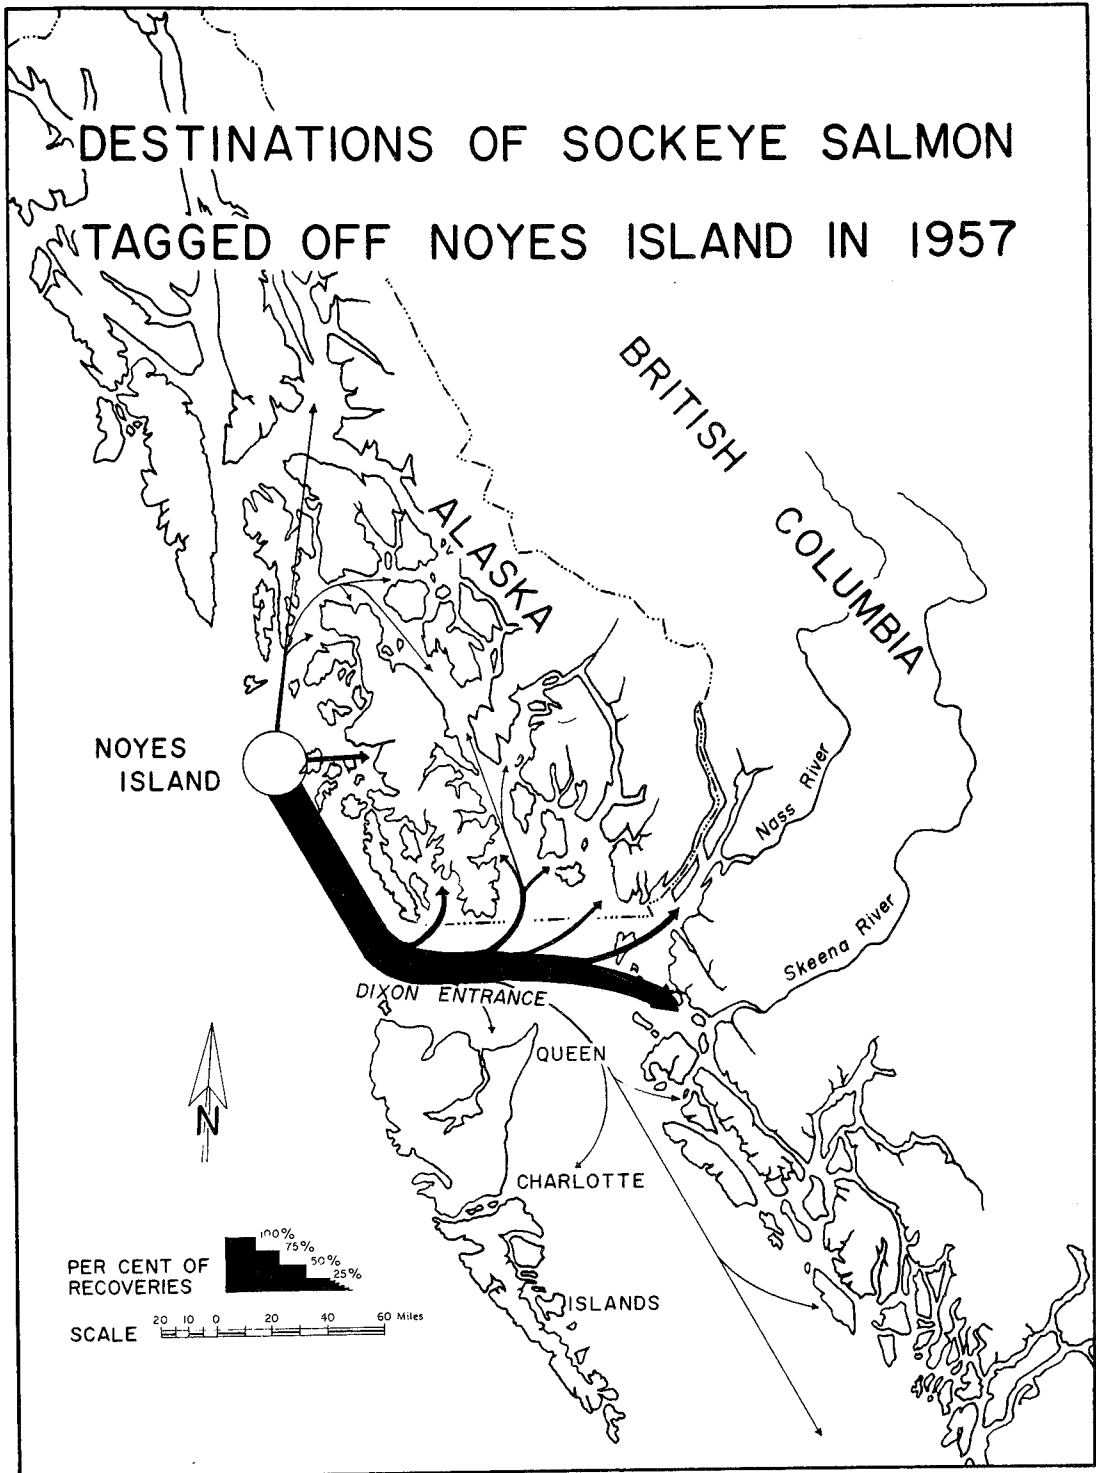 DESTINATIONS OF SOCKEYE SALMON
TAGGED OFF NOYES ISLAND IN 1957
BRITISH
COLUMBIA
ALASKA
NOYES
ISLAND
Nass River
Skeena River
DIXON ENTRANCE
QUEEN
CHARLOTTE
ISLANDS
N
PER CENT OF
RECOVERIES
100%
75%
50%
25%
SCALE
20 10 0 20 40 60 Miles